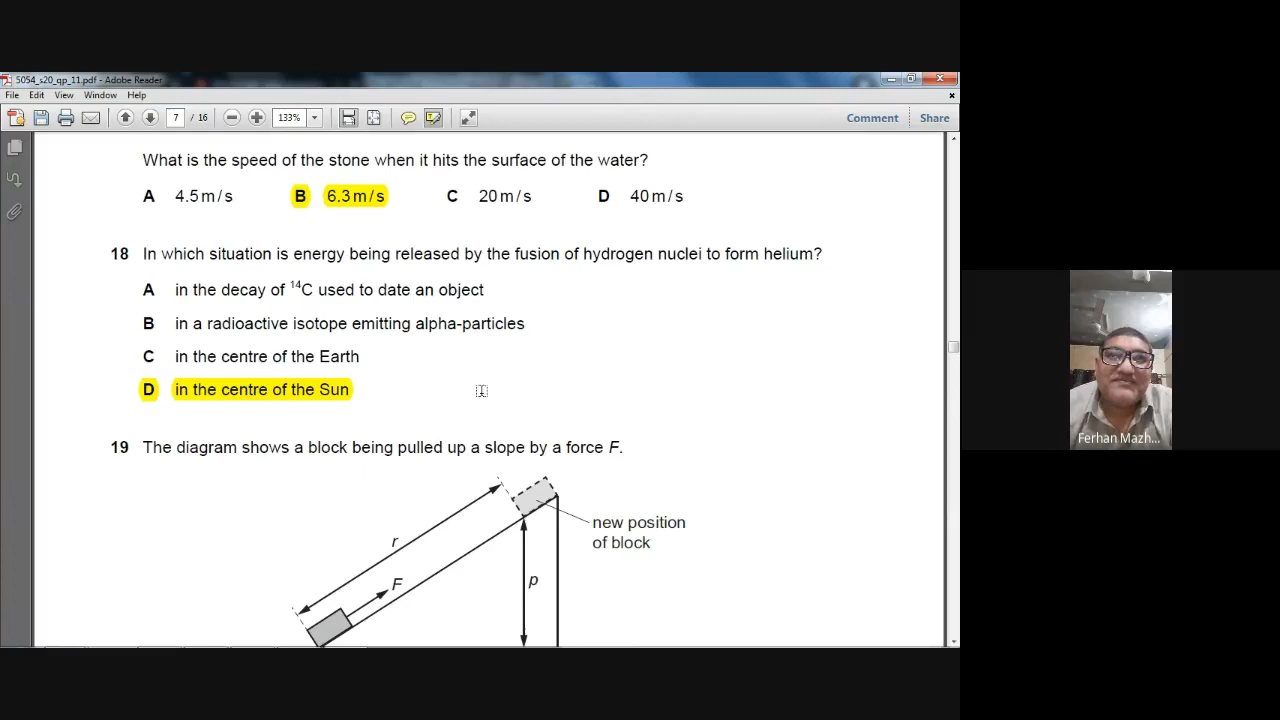 5054_s20_qp_11.pdf - Adobe Reader
File Edit View Window Help
7 / 16 133% Comment Share
What is the speed of the stone when it hits the surface of the water?
A 4.5 m/s B 6.3 m/s C 20 m/s D 40 m/s
18 In which situation is energy being released by the fusion of hydrogen nuclei to form helium?
A in the decay of ¹⁴C used to date an object
B in a radioactive isotope emitting alpha-particles
C in the centre of the Earth
D in the centre of the Sun
19 The diagram shows a block being pulled up a slope by a force F.
new position
of block
r
F
p
Ferhan Mazh...